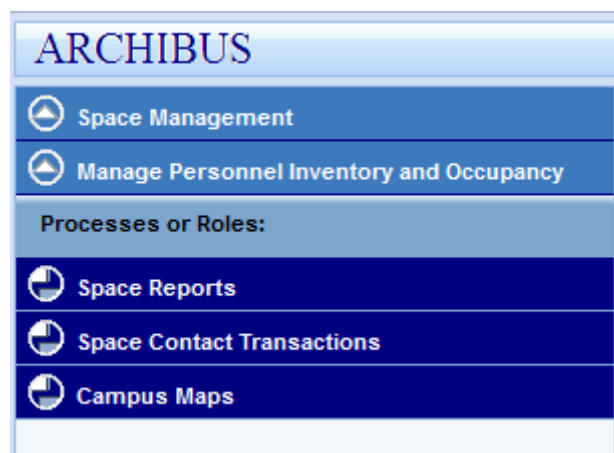 ARCHIBUS
Space Management
Manage Personnel Inventory and Occupancy
Processes or Roles:
Space Reports
Space Contact Transactions
Campus Maps